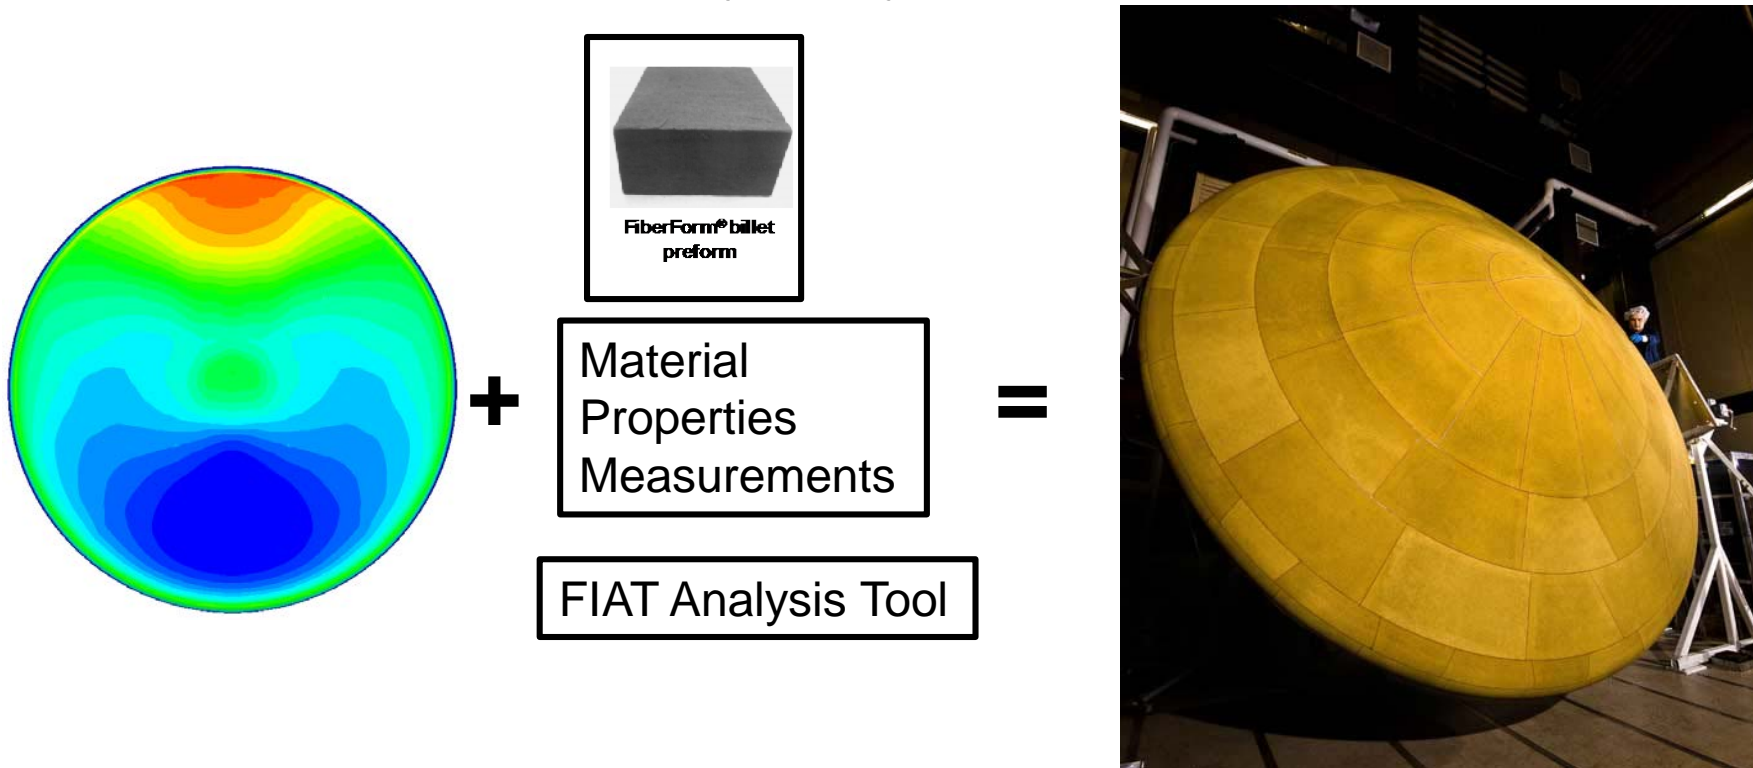 FiberForm® billet
preform
+
Material
Properties
Measurements
=
FIAT Analysis Tool